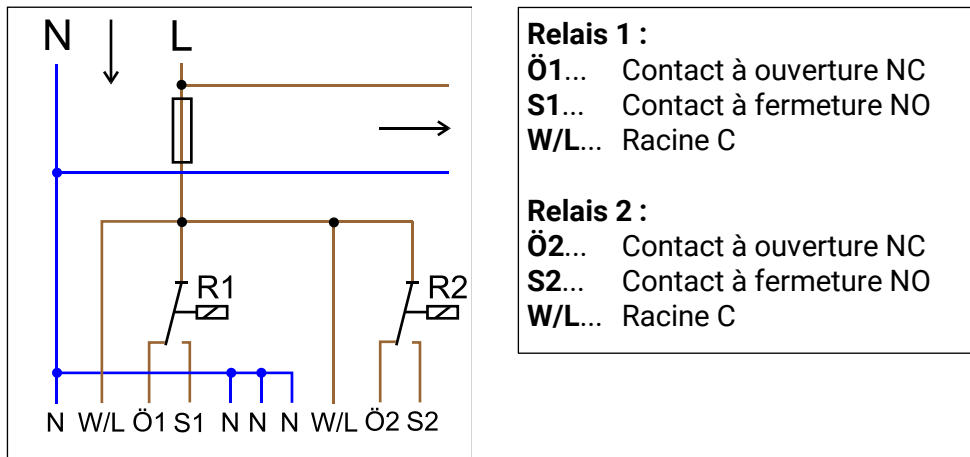 N L
R1 R2
N W/L Ö1 S1 N N N W/L Ö2 S2
Relais 1 :
Ö1... Contact à ouverture NC
S1... Contact à fermeture NO
W/L... Racine C
Relais 2 :
Ö2... Contact à ouverture NC
S2... Contact à fermeture NO
W/L... Racine C